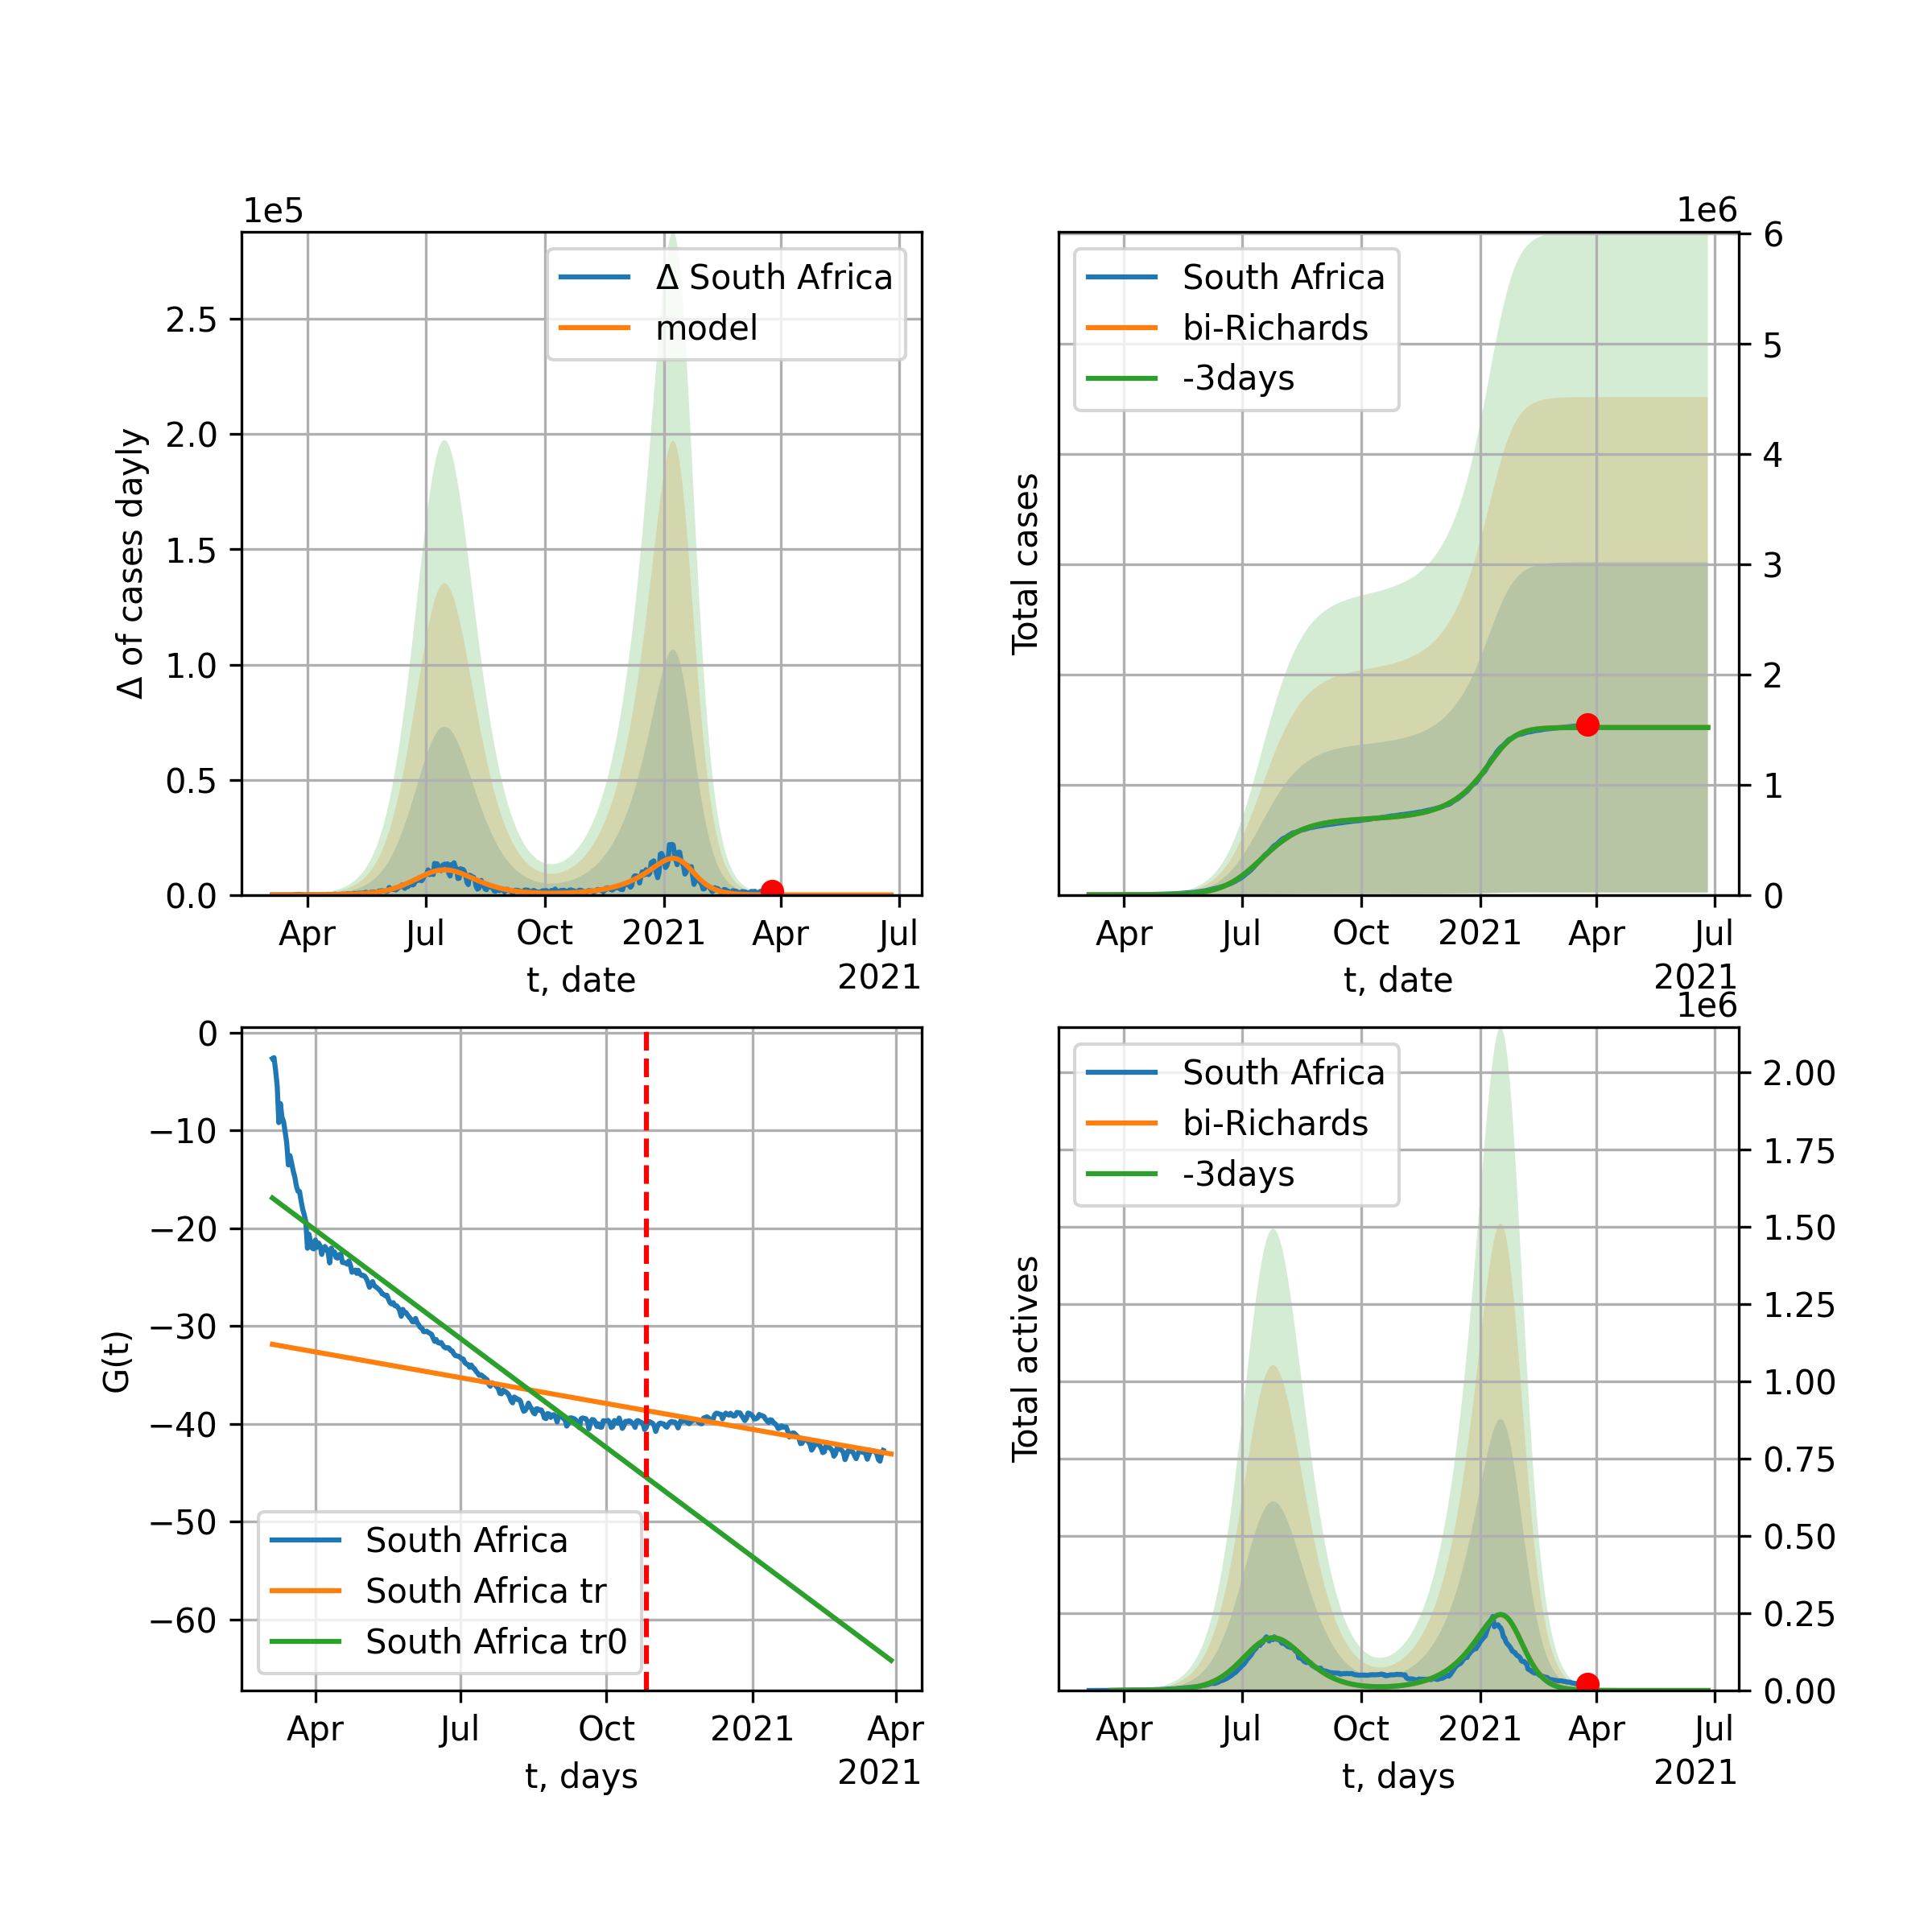 1e5
Δ of cases dayly
2.5
2.0
1.5
1.0
0.5
0.0
Δ South Africa
model
Apr
Jul
Oct
2021
Apr
Jul
t, date
2021
1e6
Total cases
South Africa
bi-Richards
-3days
6
5
4
3
2
1
0
Apr
Jul
Oct
2021
Apr
Jul
t, date
2021
G(t)
0
−10
−20
−30
−40
−50
−60
South Africa
South Africa tr
South Africa tr0
Apr
Jul
Oct
2021
Apr
t, days
2021
1e6
Total actives
South Africa
bi-Richards
-3days
2.00
1.75
1.50
1.25
1.00
0.75
0.50
0.25
0.00
Apr
Jul
Oct
2021
Apr
Jul
t, days
2021